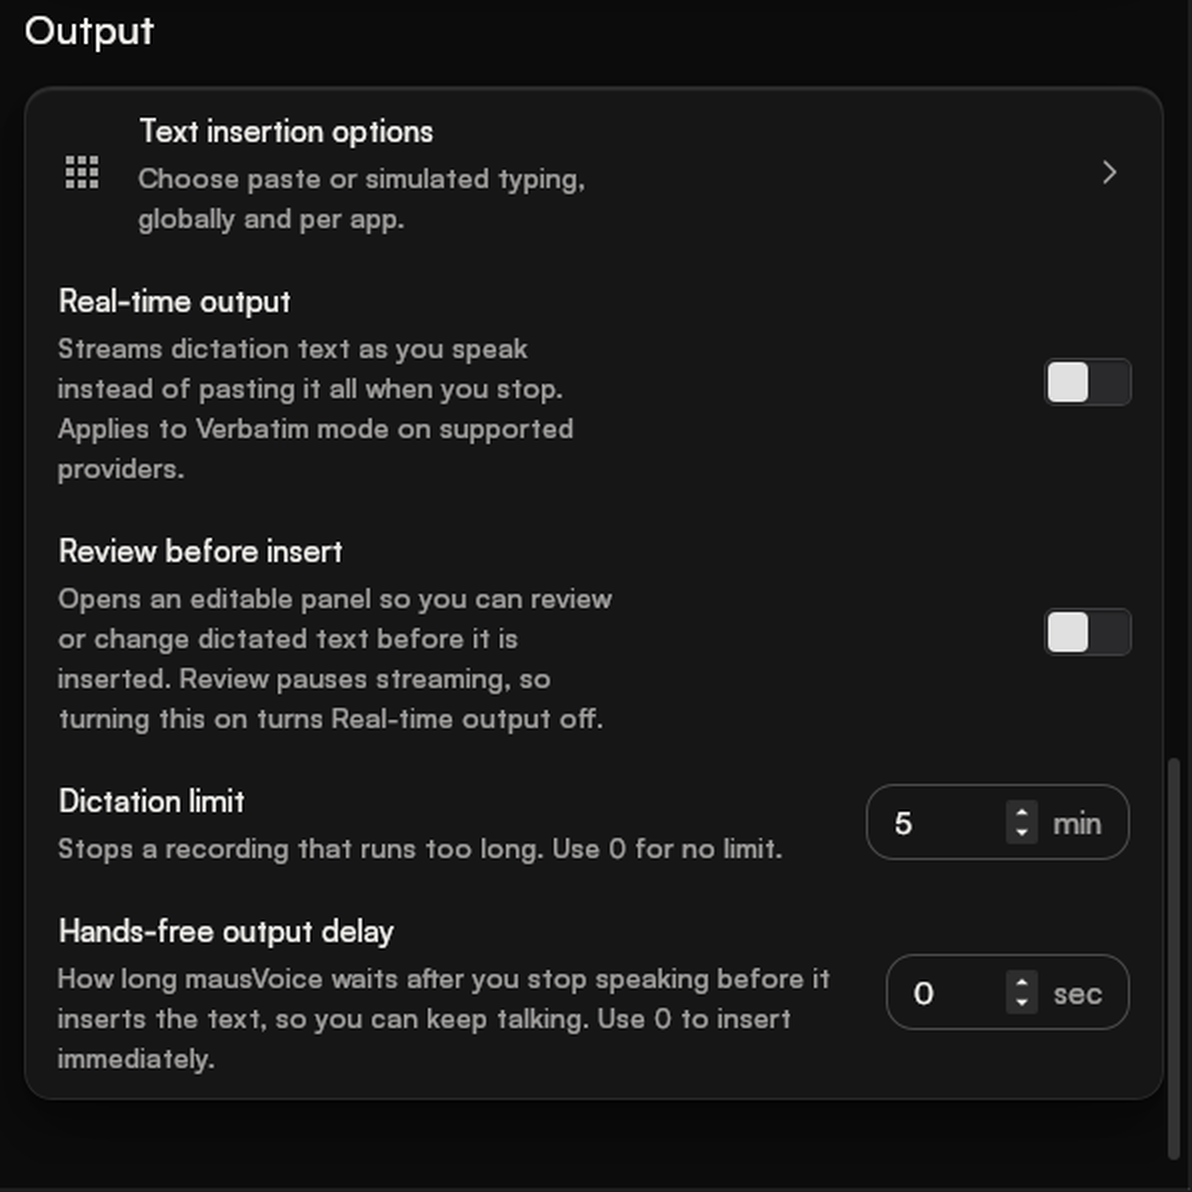 Output
Text insertion options
Choose paste or simulated typing,
globally and per app.
Real-time output
Streams dictation text as you speak
instead of pasting it all when you stop.
Applies to Verbatim mode on supported
providers.
Review before insert
Opens an editable panel so you can review
or change dictated text before it is
inserted. Review pauses streaming, so
turning this on turns Real-time output off.
Dictation limit
Stops a recording that runs too long. Use 0 for no limit.
5 min
Hands-free output delay
How long mausVoice waits after you stop speaking before it
inserts the text, so you can keep talking. Use 0 to insert
immediately.
0 sec